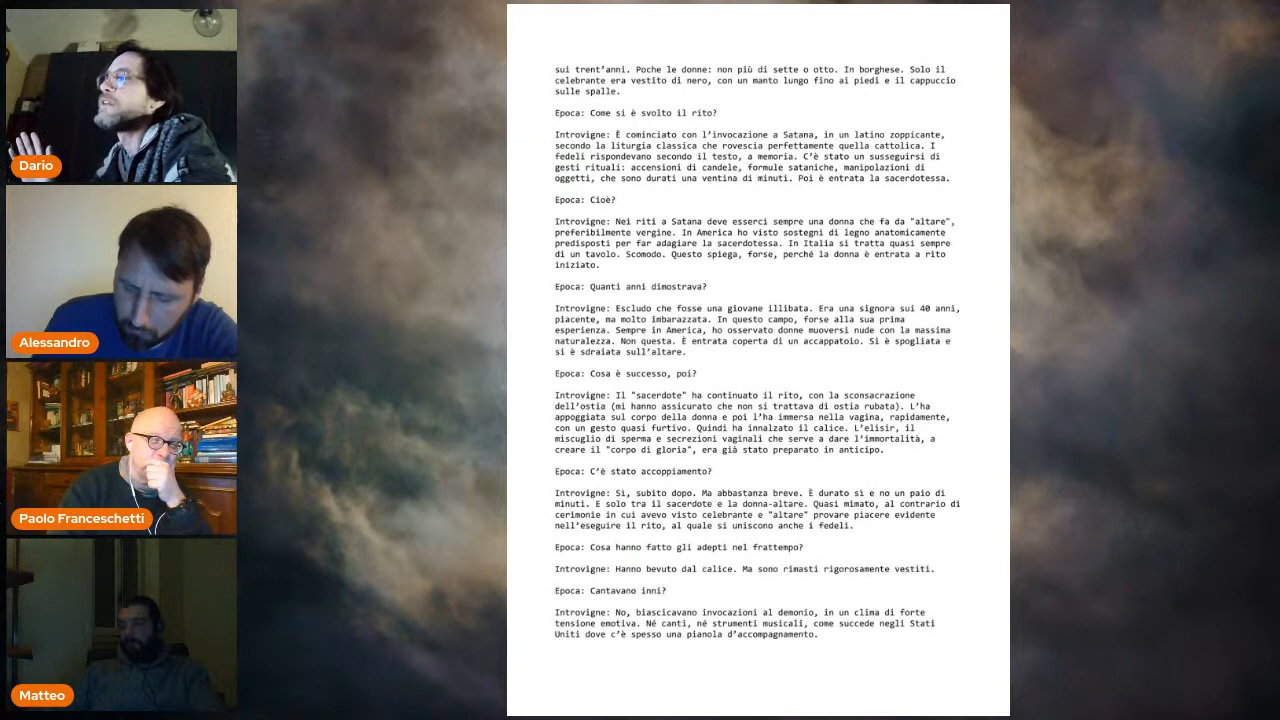 Dario
Alessandro
Paolo Franceschetti
Matteo
sui trent’anni. Poche le donne: non più di sette o otto. In borghese. Solo il
celebrante era vestito di nero, con un manto lungo fino ai piedi e il cappuccio
sulle spalle.
Epoca: Come si è svolto il rito?
Introvigne: È cominciato con l’invocazione a Satana, in un latino zoppicante,
secondo la liturgia classica che rovescia perfettamente quella cattolica. I
fedeli rispondevano secondo il testo, a memoria. C’è stato un susseguirsi di
gesti rituali: accensioni di candele, formule sataniche, manipolazioni di
oggetti, che sono durati una ventina di minuti. Poi è entrata la sacerdotessa.
Epoca: Cioè?
Introvigne: Nei riti a Satana deve esserci sempre una donna che fa da "altare",
preferibilmente vergine. In America ho visto sostegni di legno anatomicamente
predisposti per far adagiare la sacerdotessa. In Italia si tratta quasi sempre
di un tavolo. Scomodo. Questo spiega, forse, perché la donna è entrata a rito
iniziato.
Epoca: Quanti anni dimostrava?
Introvigne: Escludo che fosse una giovane illibata. Era una signora sui 40 anni,
piacente, ma molto imbarazzata. In questo campo, forse alla sua prima
esperienza. Sempre in America, ho osservato donne muoversi nude con la massima
naturalezza. Non questa. È entrata coperta di un accappatoio. Si è spogliata e
si è sdraiata sull’altare.
Epoca: Cosa è successo, poi?
Introvigne: Il "sacerdote" ha continuato il rito, con la sconsacrazione
dell’ostia (mi hanno assicurato che non si trattava di ostia rubata). L’ha
appoggiata sul corpo della donna e poi l’ha immersa nella vagina, rapidamente,
con un gesto quasi furtivo. Quindi ha innalzato il calice. L’elisir, il
miscuglio di sperma e secrezioni vaginali che serve a dare l’immortalità, a
creare il "corpo di gloria", era già stato preparato in anticipo.
Epoca: C’è stato accoppiamento?
Introvigne: Sì, subito dopo. Ma abbastanza breve. È durato sì e no un paio di
minuti. E solo tra il sacerdote e la donna-altare. Quasi mimato, al contrario di
cerimonie in cui avevo visto celebrante e "altare" provare piacere evidente
nell’eseguire il rito, al quale si uniscono anche i fedeli.
Epoca: Cosa hanno fatto gli adepti nel frattempo?
Introvigne: Hanno bevuto dal calice. Ma sono rimasti rigorosamente vestiti.
Epoca: Cantavano inni?
Introvigne: No, biascicavano invocazioni al demonio, in un clima di forte
tensione emotiva. Né canti, né strumenti musicali, come succede negli Stati
Uniti dove c’è spesso una pianola d’accompagnamento.